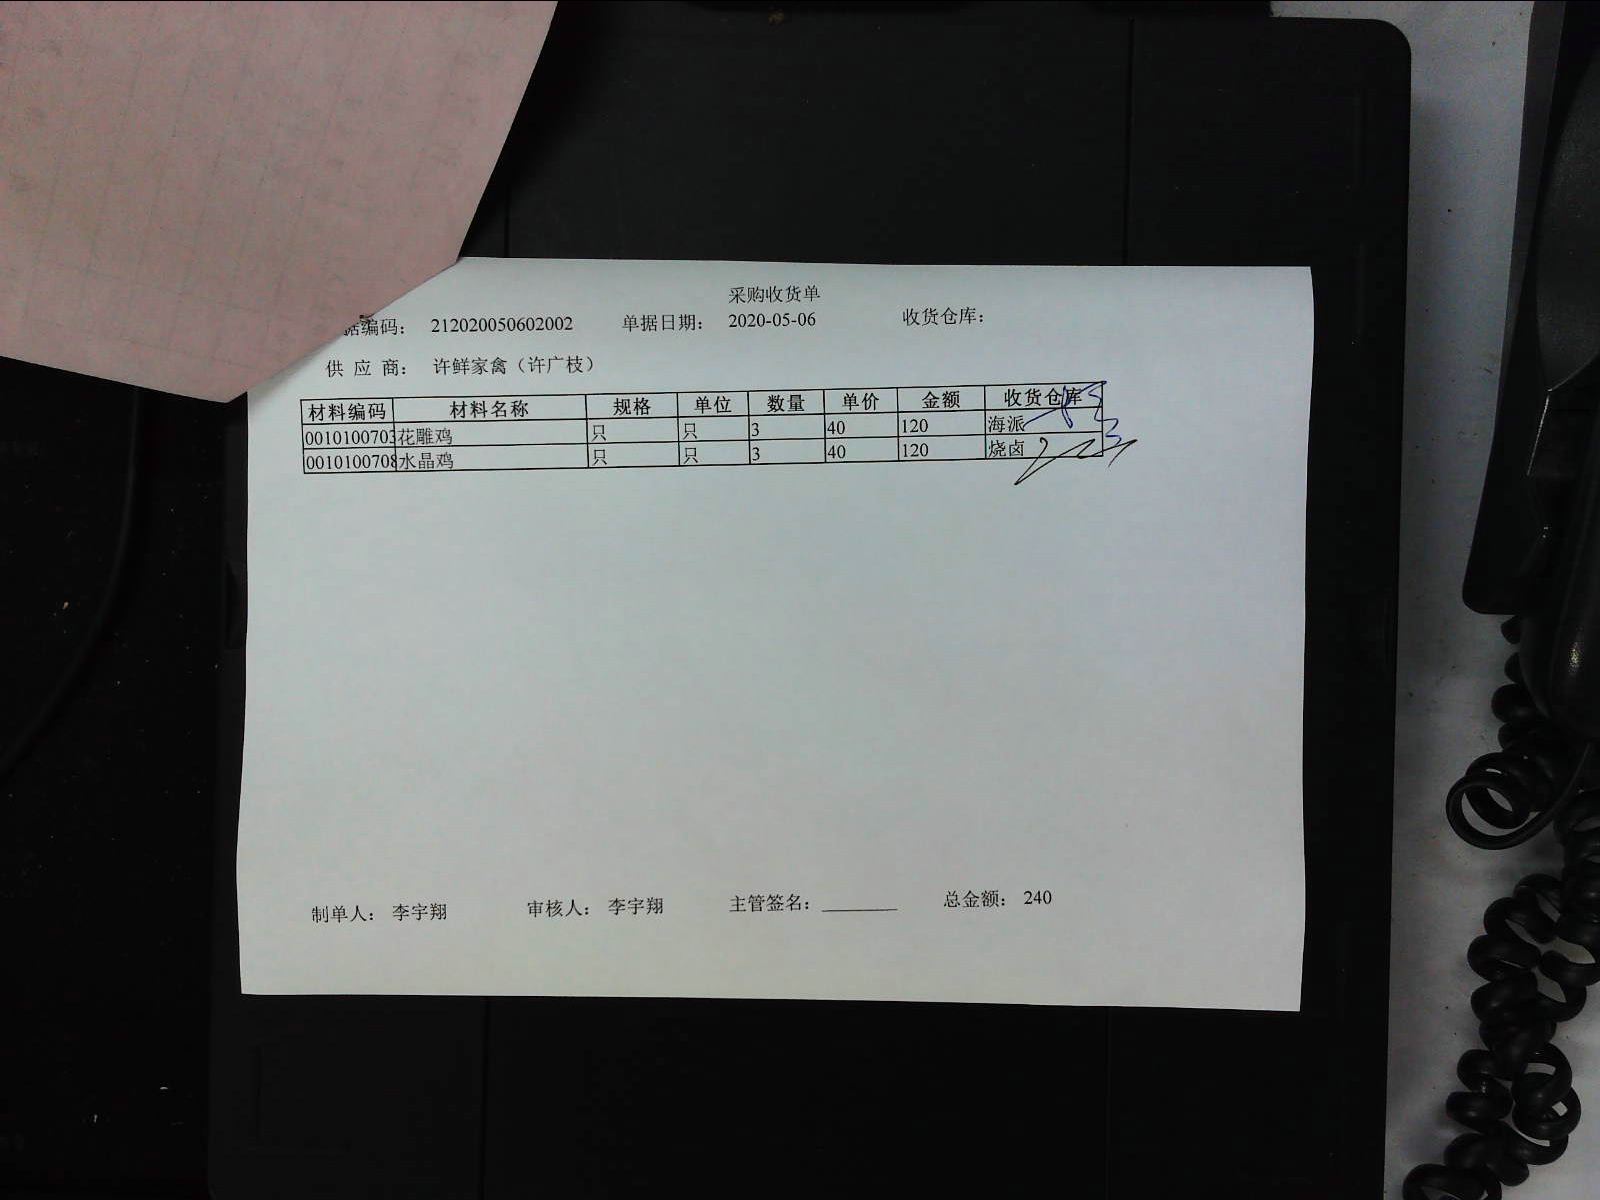 采购收货单
据编码: 212020050602002 单据日期: 2020-05-06 收货仓库:
供 应 商: 许鲜家禽（许广枝）
材料编码 材料名称 规格 单位 数量 单价 金额 收货仓库
0010100703 花雕鸡 只 只 3 40 120 海派
0010100708 水晶鸡 只 只 3 40 120 烧卤
制单人: 李宇翔 审核人: 李宇翔 主管签名: ________ 总金额: 240